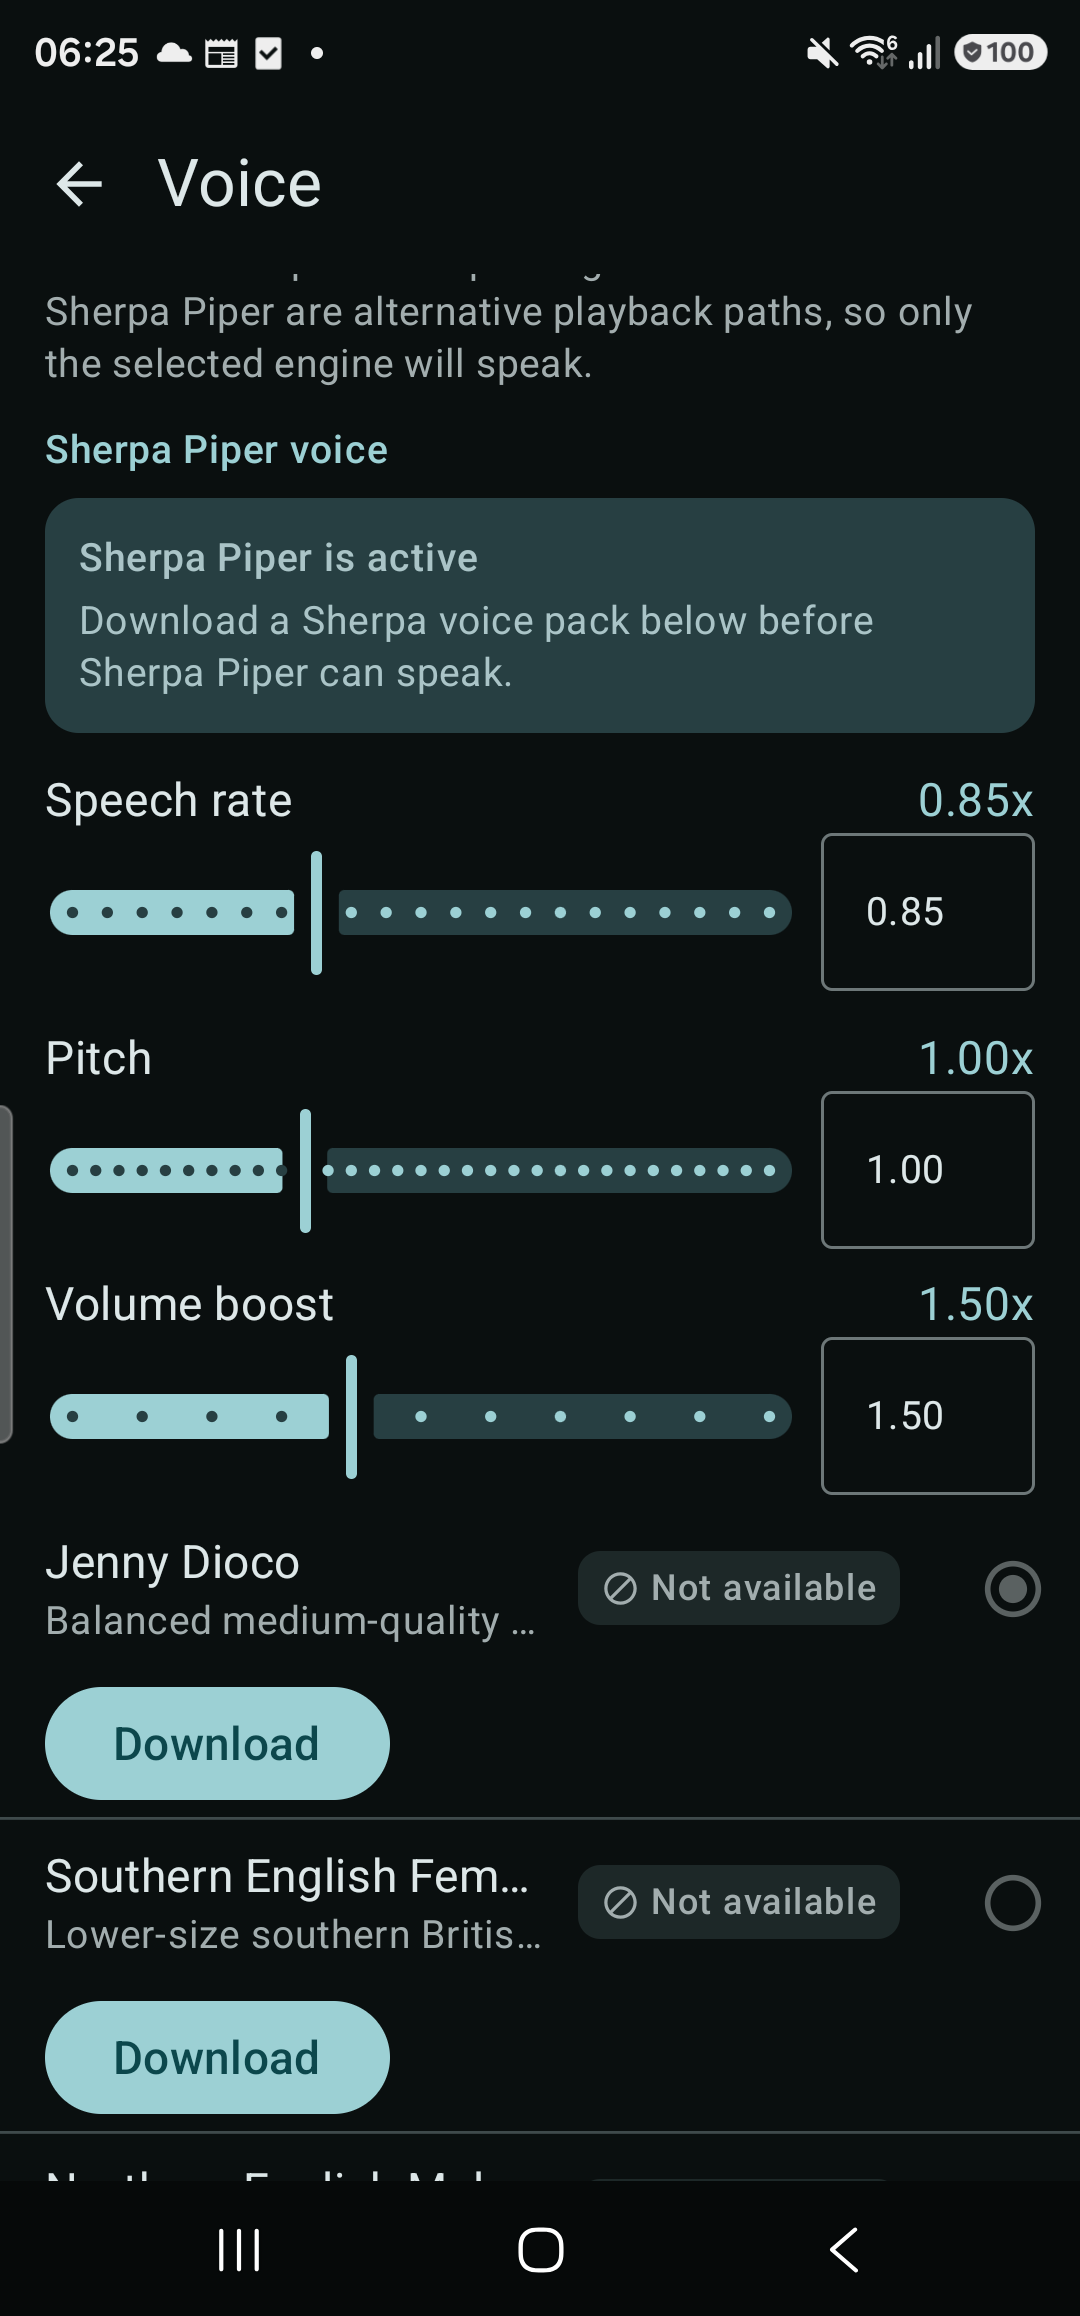 06:25
6
100
Voice
Sherpa Piper are alternative playback paths, so only
the selected engine will speak.
Sherpa Piper voice
Sherpa Piper is active
Download a Sherpa voice pack below before
Sherpa Piper can speak.
Speech rate
0.85x
0.85
Pitch
1.00x
1.00
Volume boost
1.50x
1.50
Jenny Dioco
Not available
Balanced medium-quality ...
Download
Southern English Fem...
Not available
Lower-size southern Britis...
Download